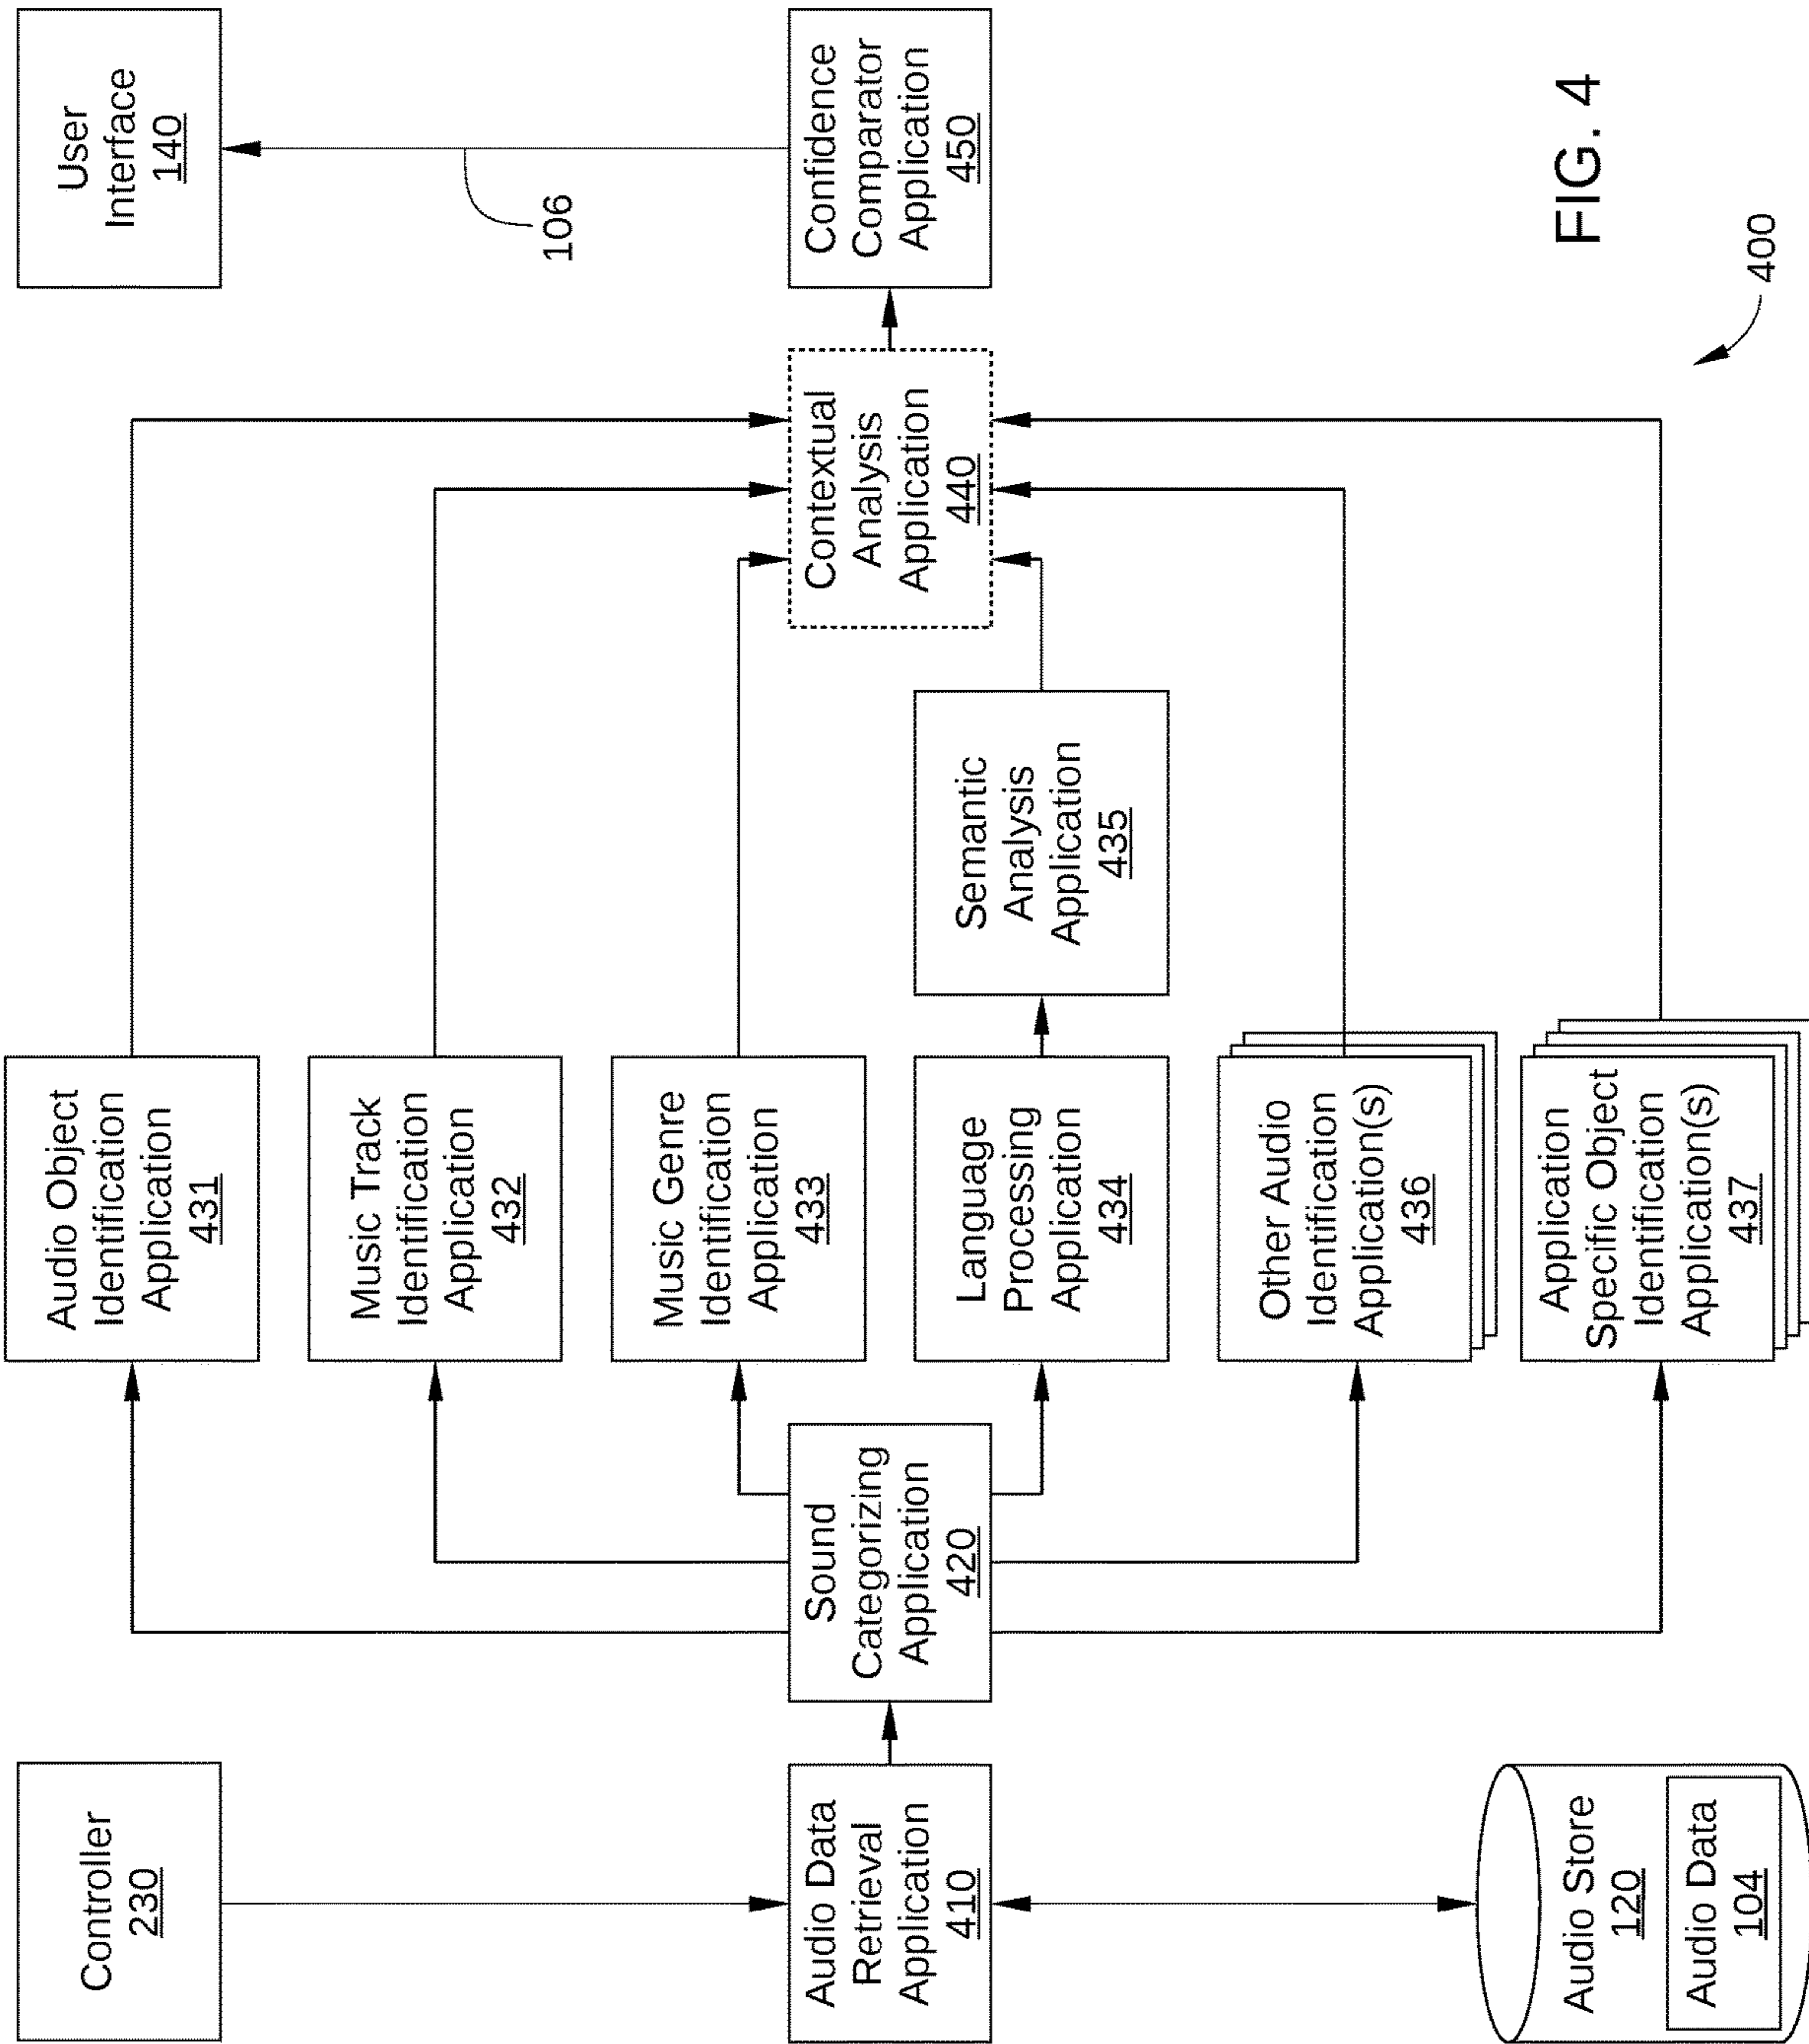 Controller
230
Audio Data
Retrieval
Application
410
Audio Store
120
Audio Data
104
Sound
Categorizing
Application
420
Audio Object
Identification
Application
431
Music Track
Identification
Application
432
Music Genre
Identification
Application
433
Language
Processing
Application
434
Other Audio
Identification
Application(s)
436
Application
Specific Object
Identification
Application(s)
437
Semantic
Analysis
Application
435
Contextual
Analysis
Application
440
User
Interface
140
106
Confidence
Comparator
Application
450
400
FIG. 4